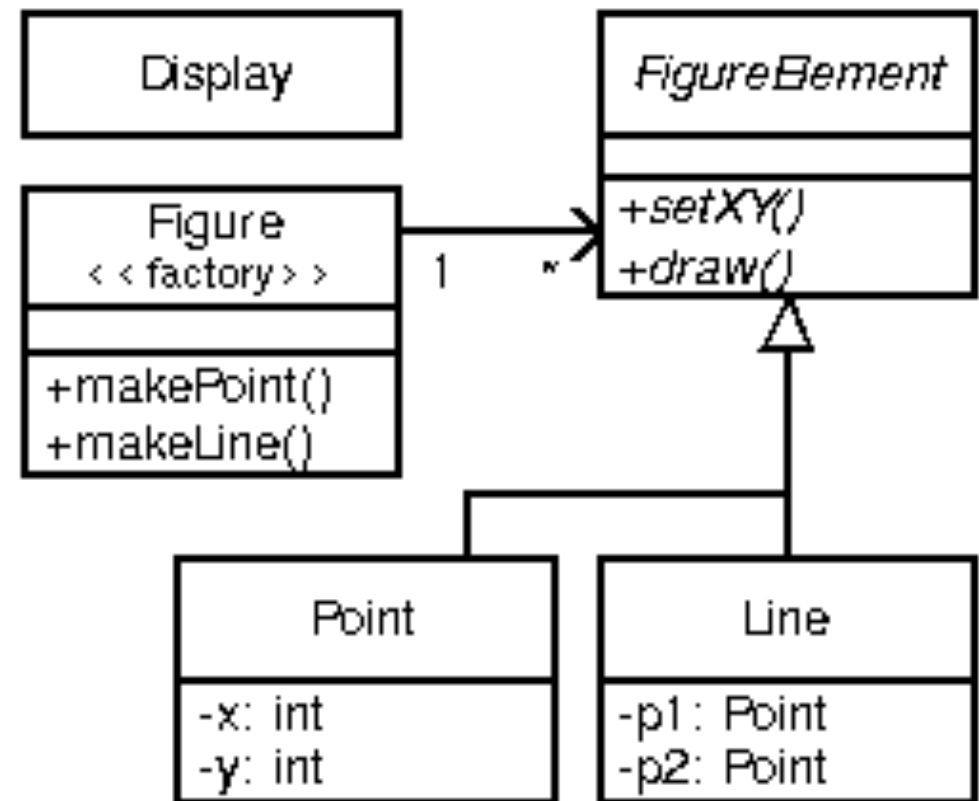 Display
FigureElement
+setXY()
+draw()
Figure
< < factory > >
1 *
+makePoint()
+makeLine()
Point
-x: int
-y: int
Line
-p1: Point
-p2: Point